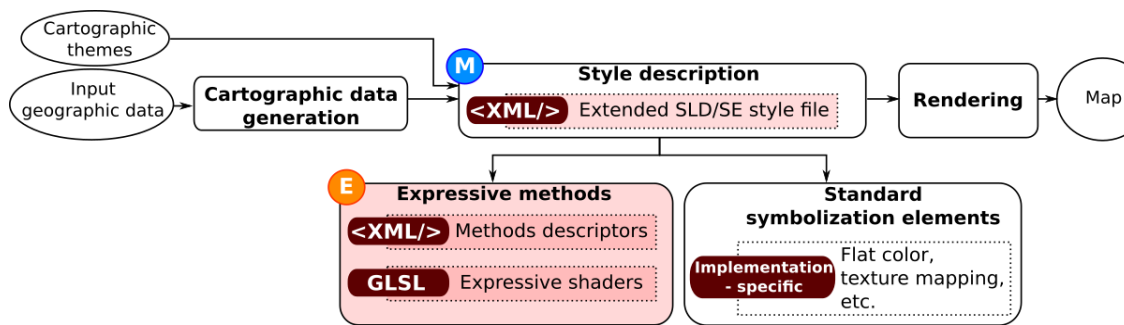 Cartographic
themes
Input
geographic data
Cartographic data
generation
M
Style description
<XML/> Extended SLD/SE style file
Rendering
Map
E
Expressive methods
<XML/> Methods descriptors
GLSL Expressive shaders
Standard
symbolization elements
Implementation
- specific
Flat color,
texture mapping,
etc.